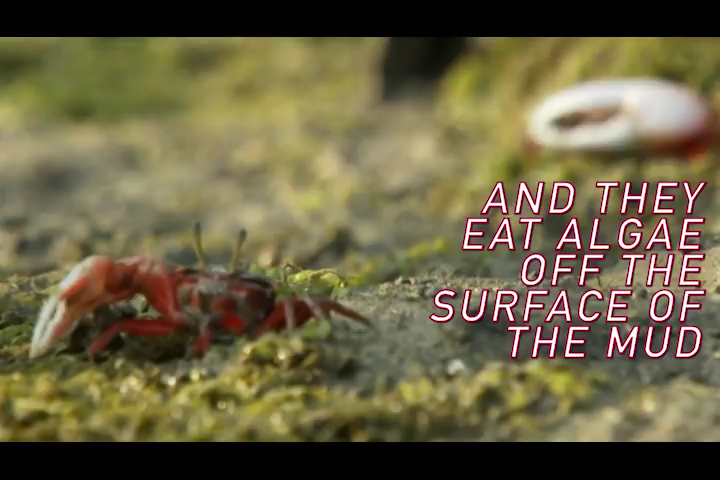 AND THEY
EAT ALGAE
OFF THE
SURFACE OF
THE MUD